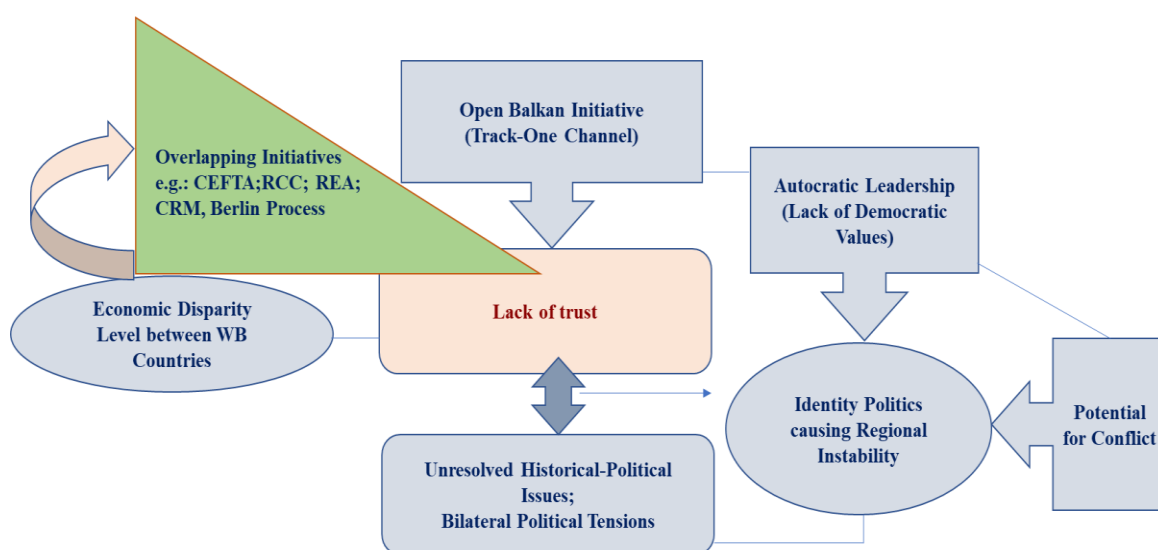 Open Balkan Initiative
(Track-One Channel)
Overlapping Initiatives
e.g.: CEFTA;RCC; REA;
CRM, Berlin Process
Autocratic Leadership
(Lack of Democratic
Values)
Economic Disparity
Level between WB
Countries
Lack of trust
Identity Politics
causing Regional
Instability
Potential
for Conflict
Unresolved Historical-Political
Issues;
Bilateral Political Tensions